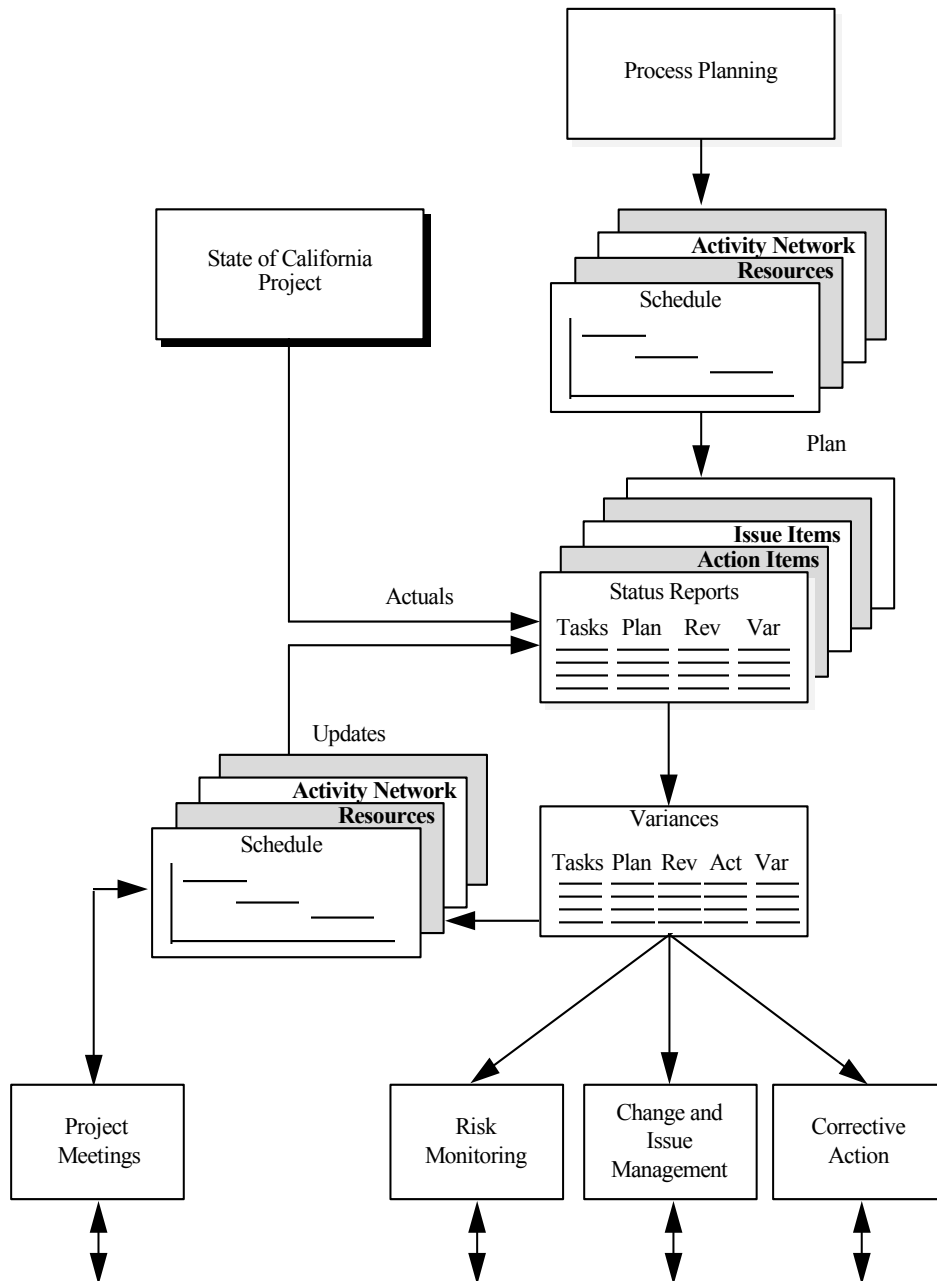 Process Planning
State of California
Project
Activity Network
Resources
Schedule
Plan
Issue Items
Action Items
Status Reports
Tasks Plan Rev Var
Actuals
Updates
Activity Network
Resources
Schedule
Variances
Tasks Plan Rev Act Var
Project
Meetings
Risk
Monitoring
Change and
Issue
Management
Corrective
Action